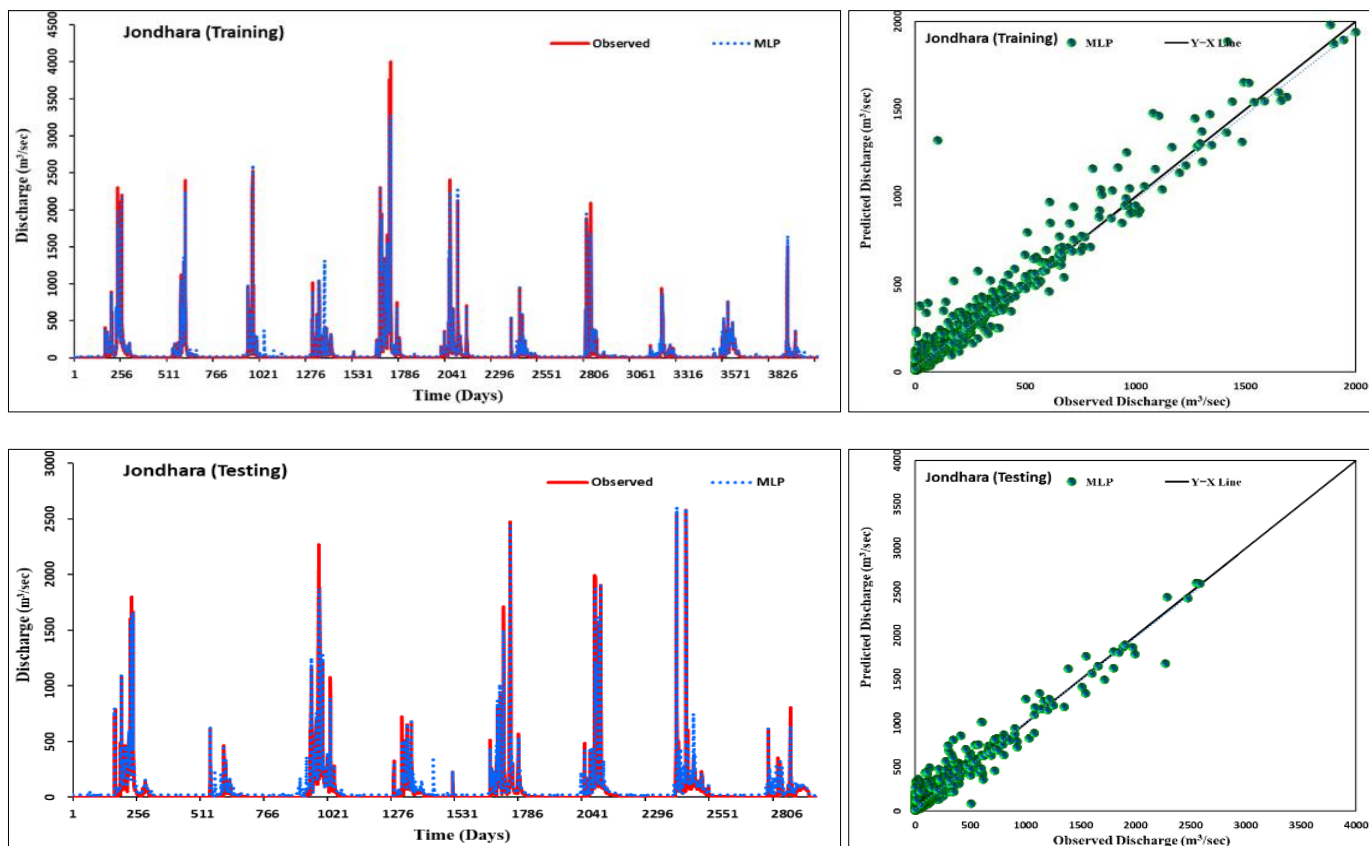 Jondhara (Training)
Observed MLP
4500
4000
3500
3000
2500
2000
1500
1000
500
0
Discharge (m³/sec)
1 256 511 766 1021 1276 1531 1786 2041 2296 2551 2806 3061 3316 3571 3826
Time (Days)
Jondhara (Training) MLP Y=X Line
2000
1500
1000
500
0
Predicted Discharge (m³/sec)
0 500 1000 1500 2000
Observed Discharge (m³/sec)
Jondhara (Testing)
Observed MLP
3000
2500
2000
1500
1000
500
0
Discharge (m³/sec)
1 256 511 766 1021 1276 1531 1786 2041 2296 2551 2806
Time (Days)
Jondhara (Testing) MLP Y=X Line
4000
3500
3000
2500
2000
1500
1000
500
0
Predicted Discharge (m³/sec)
0 500 1000 1500 2000 2500 3000 3500 4000
Observed Discharge (m³/sec)